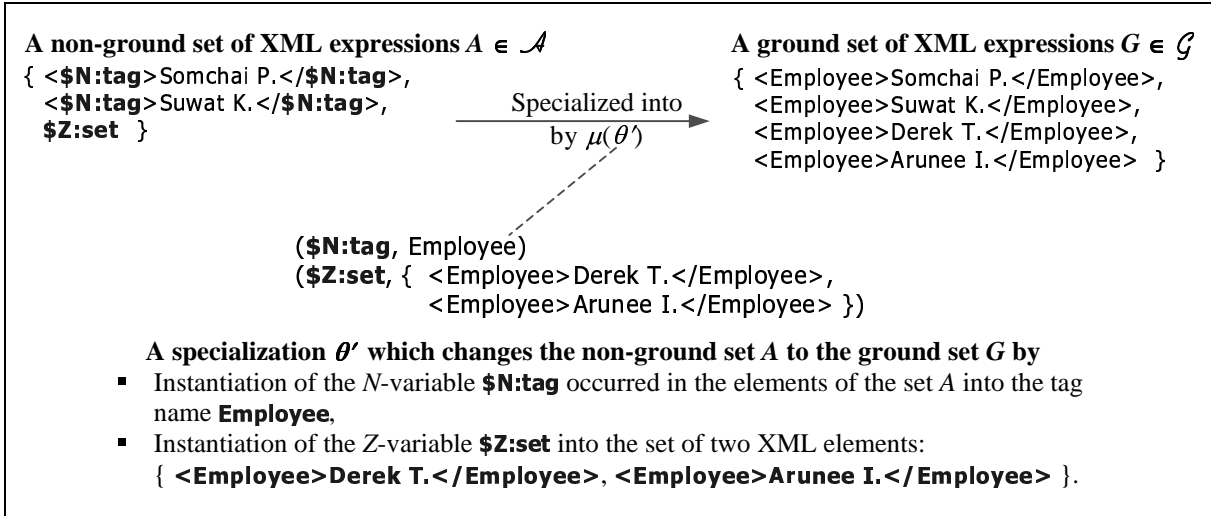 A non-ground set of XML expressions A ∈ 𝒜
{ <$N:tag>Somchai P.</$N:tag>,
<$N:tag>Suwat K.</$N:tag>,
$Z:set }
Specialized into
by μ(θ′)
A ground set of XML expressions G ∈ 𝒢
{ <Employee>Somchai P.</Employee>,
<Employee>Suwat K.</Employee>,
<Employee>Derek T.</Employee>,
<Employee>Arunee I.</Employee> }
($N:tag, Employee)
($Z:set, { <Employee>Derek T.</Employee>,
<Employee>Arunee I.</Employee> })
A specialization θ′ which changes the non-ground set A to the ground set G by
▪ Instantiation of the N-variable $N:tag occurred in the elements of the set A into the tag
name Employee,
▪ Instantiation of the Z-variable $Z:set into the set of two XML elements:
{ <Employee>Derek T.</Employee>, <Employee>Arunee I.</Employee> }.